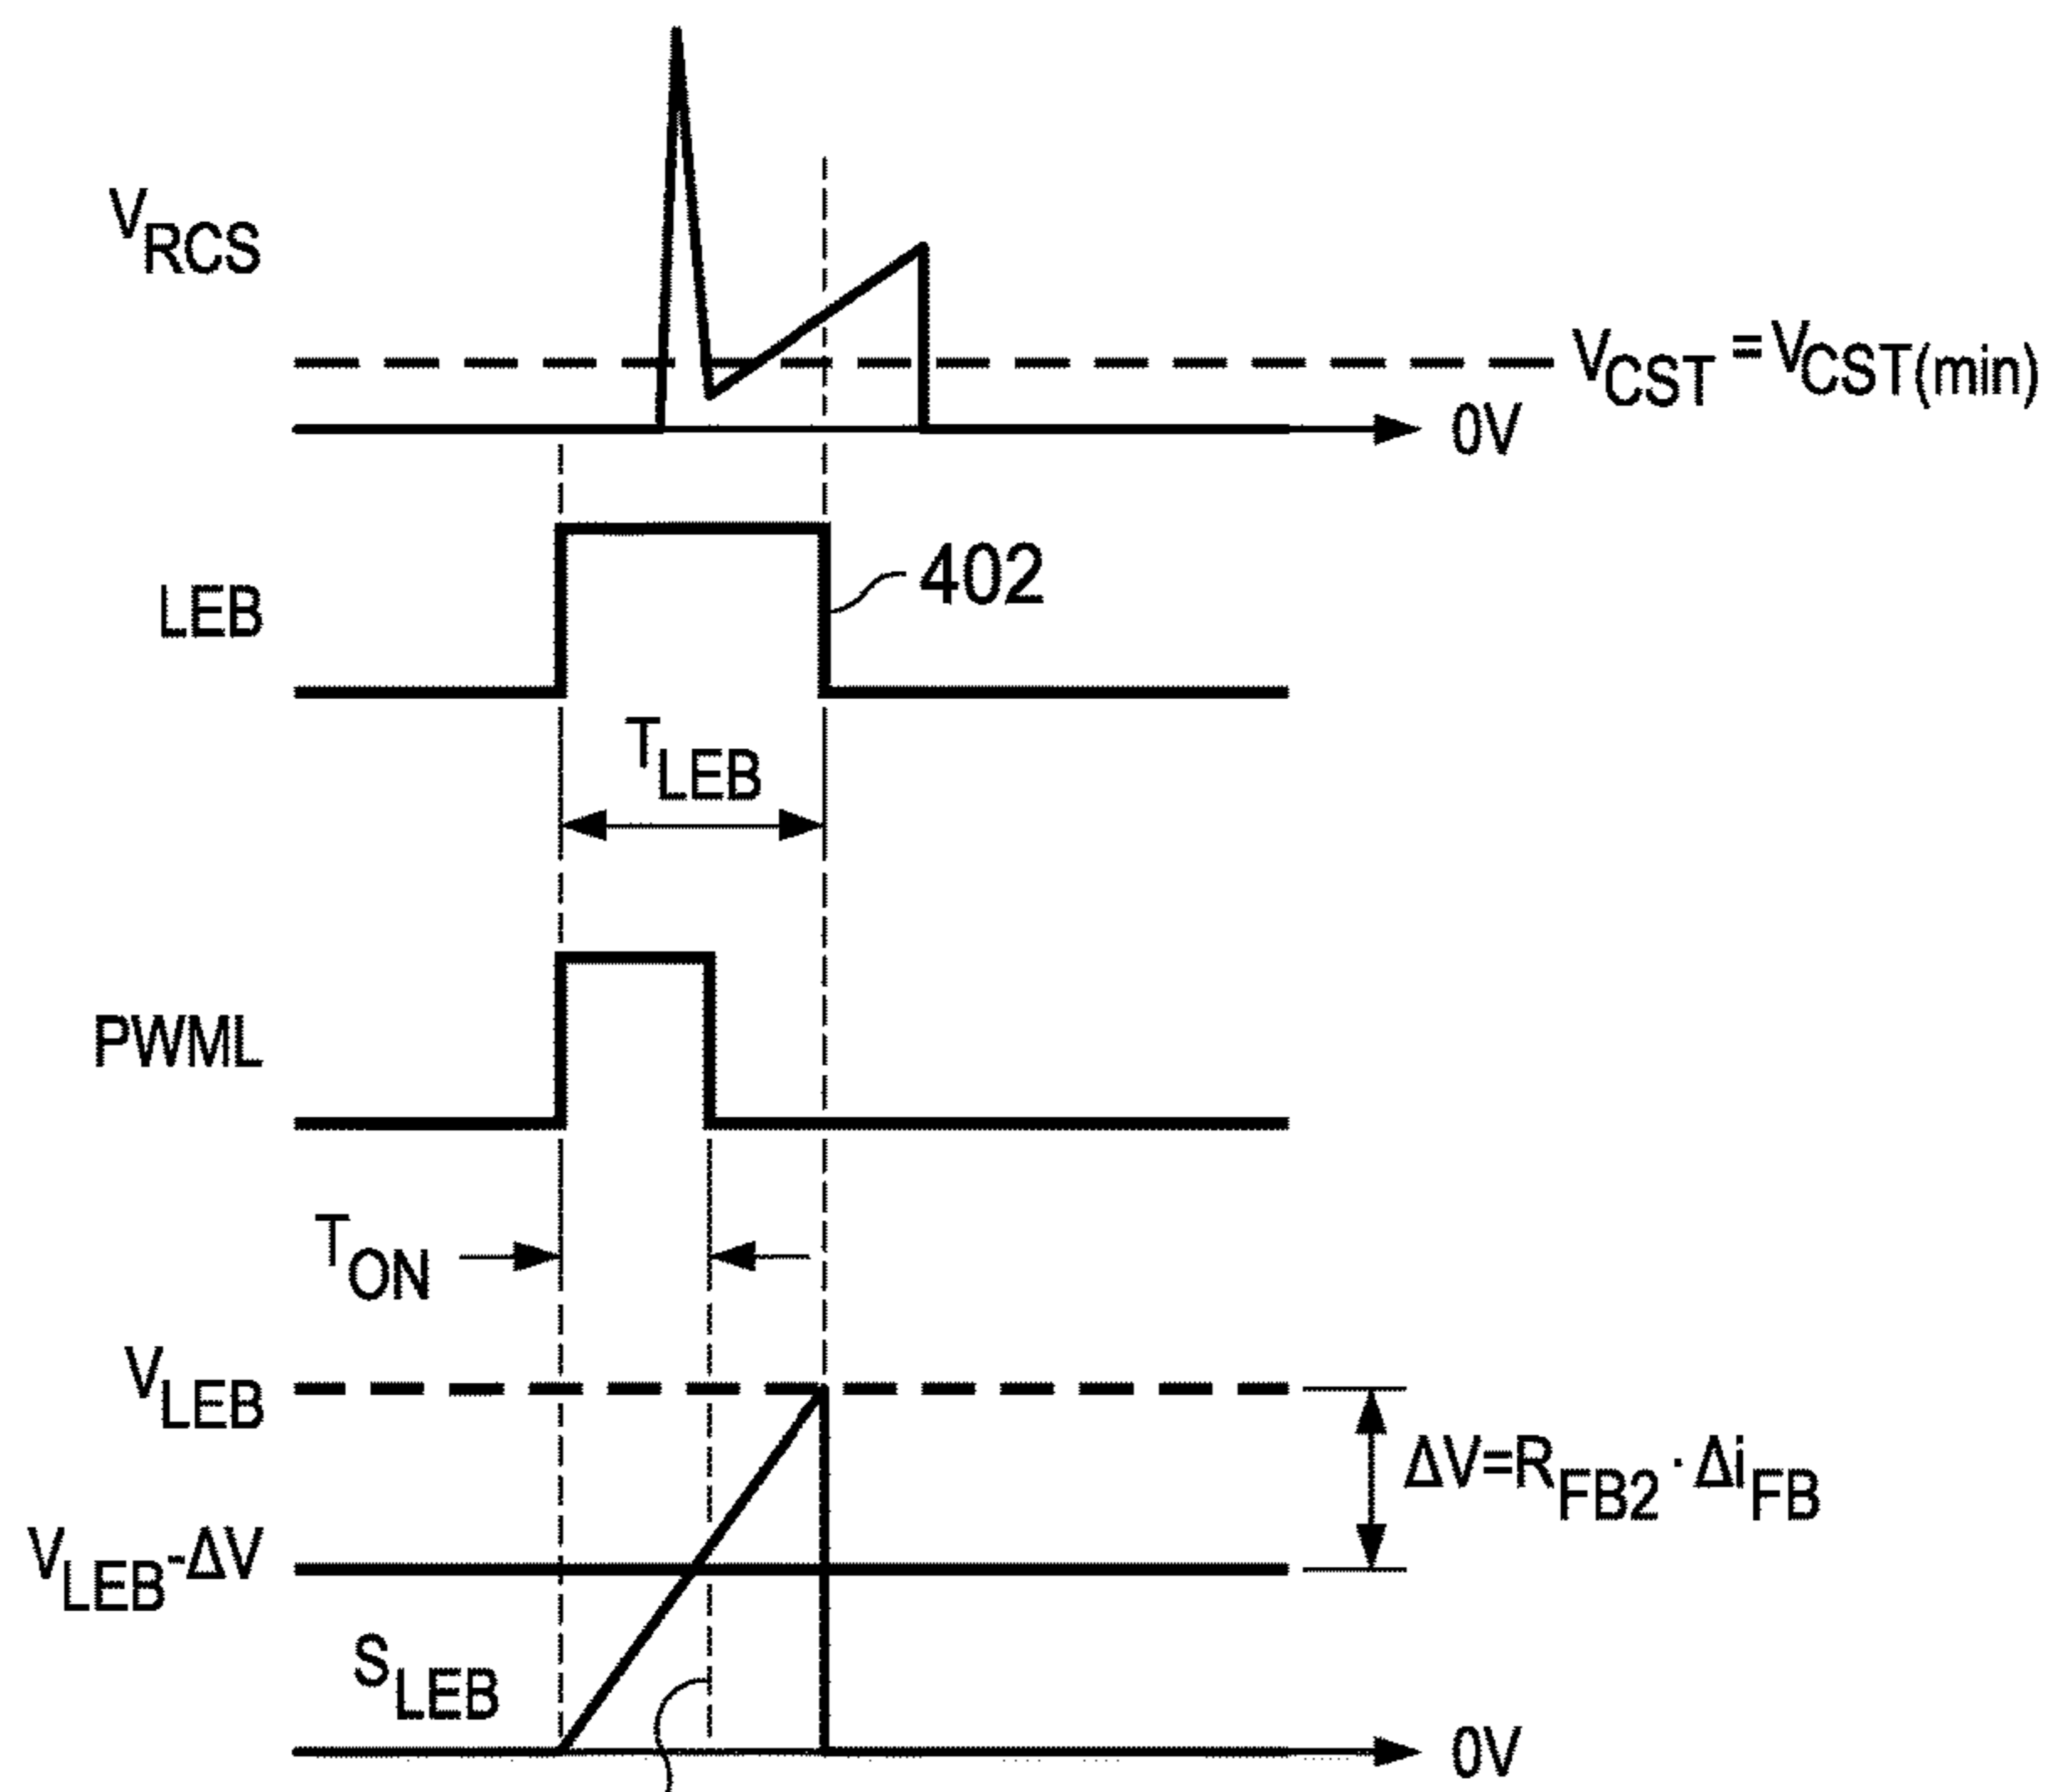 VRCS
VCST = VCST(min)
0V
LEB
402
TLEB
PWML
TON
VLEB
ΔV=RFB2 · ΔiFB
VLEB-ΔV
SLEB
0V